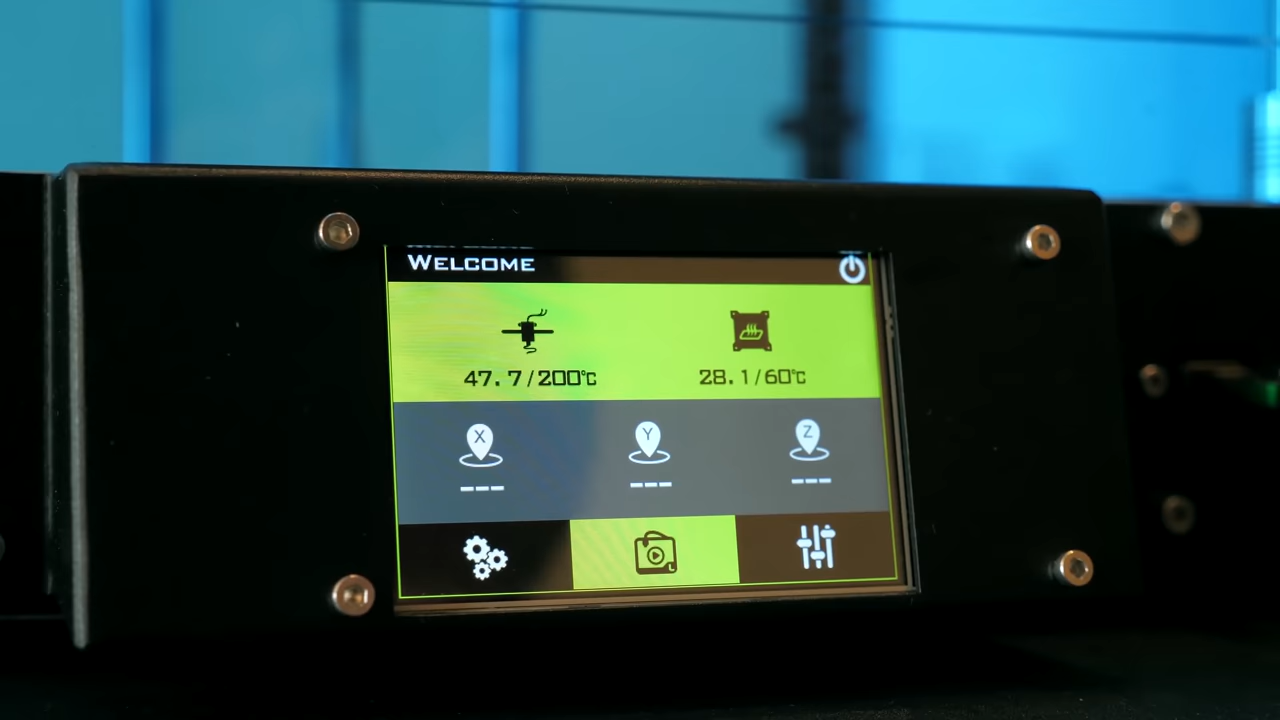 WELCOME
47.7/200℃
28.1/60℃
X
Y
Z
---
---
---